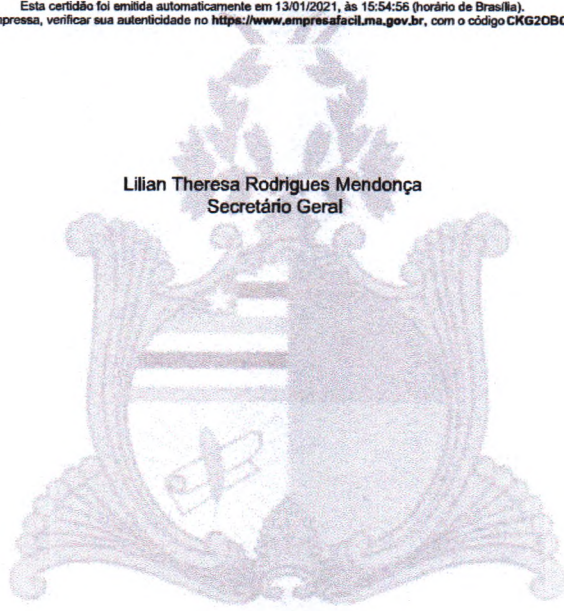 Esta certidão foi emitida automaticamente em 13/01/2021, às 15:54:56 (horário de Brasília).
verificar sua autenticidade no https://www.empresafacil.ma.gov.br, com o código
Lilian Theresa Rodrigues Mendonça
Secretário Geral